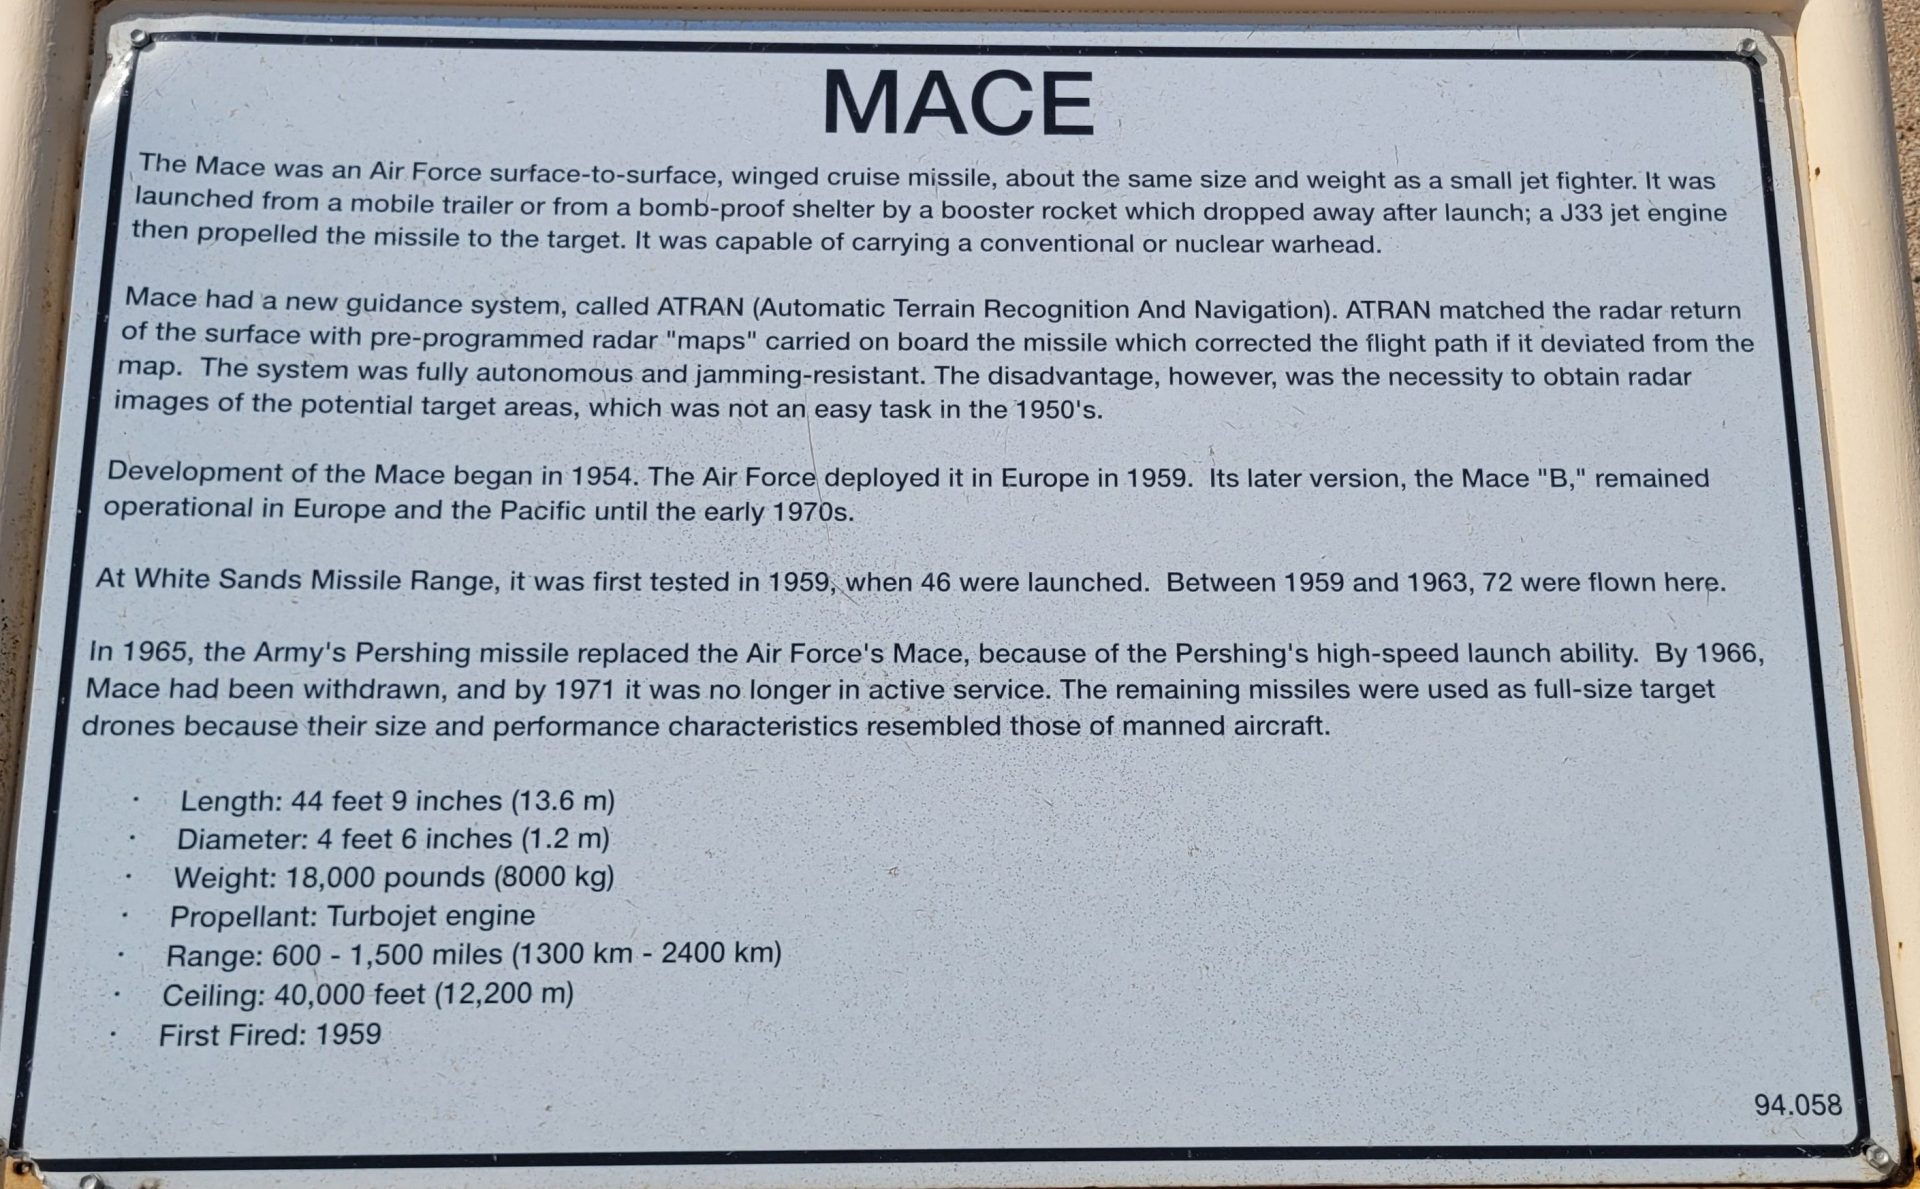 MACE
The Mace was an Air Force surface-to-surface, winged cruise missile, about the same size and weight as a small jet fighter. It was
launched from a mobile trailer or from a bomb-proof shelter by a booster rocket which dropped away after launch; a J33 jet engine
then propelled the missile to the target. It was capable of carrying a conventional or nuclear warhead.
Mace had a new guidance system, called ATRAN (Automatic Terrain Recognition And Navigation). ATRAN matched the radar return
of the surface with pre-programmed radar "maps" carried on board the missile which corrected the flight path if it deviated from the
map. The system was fully autonomous and jamming-resistant. The disadvantage, however, was the necessity to obtain radar
images of the potential target areas, which was not an easy task in the 1950's.
Development of the Mace began in 1954. The Air Force deployed it in Europe in 1959. Its later version, the Mace "B," remained
operational in Europe and the Pacific until the early 1970s.
At White Sands Missile Range, it was first tested in 1959, when 46 were launched. Between 1959 and 1963, 72 were flown here.
In 1965, the Army's Pershing missile replaced the Air Force's Mace, because of the Pershing's high-speed launch ability. By 1966,
Mace had been withdrawn, and by 1971 it was no longer in active service. The remaining missiles were used as full-size target
drones because their size and performance characteristics resembled those of manned aircraft.
· Length: 44 feet 9 inches (13.6 m)
· Diameter: 4 feet 6 inches (1.2 m)
· Weight: 18,000 pounds (8000 kg)
· Propellant: Turbojet engine
· Range: 600 - 1,500 miles (1300 km - 2400 km)
· Ceiling: 40,000 feet (12,200 m)
· First Fired: 1959
94.058